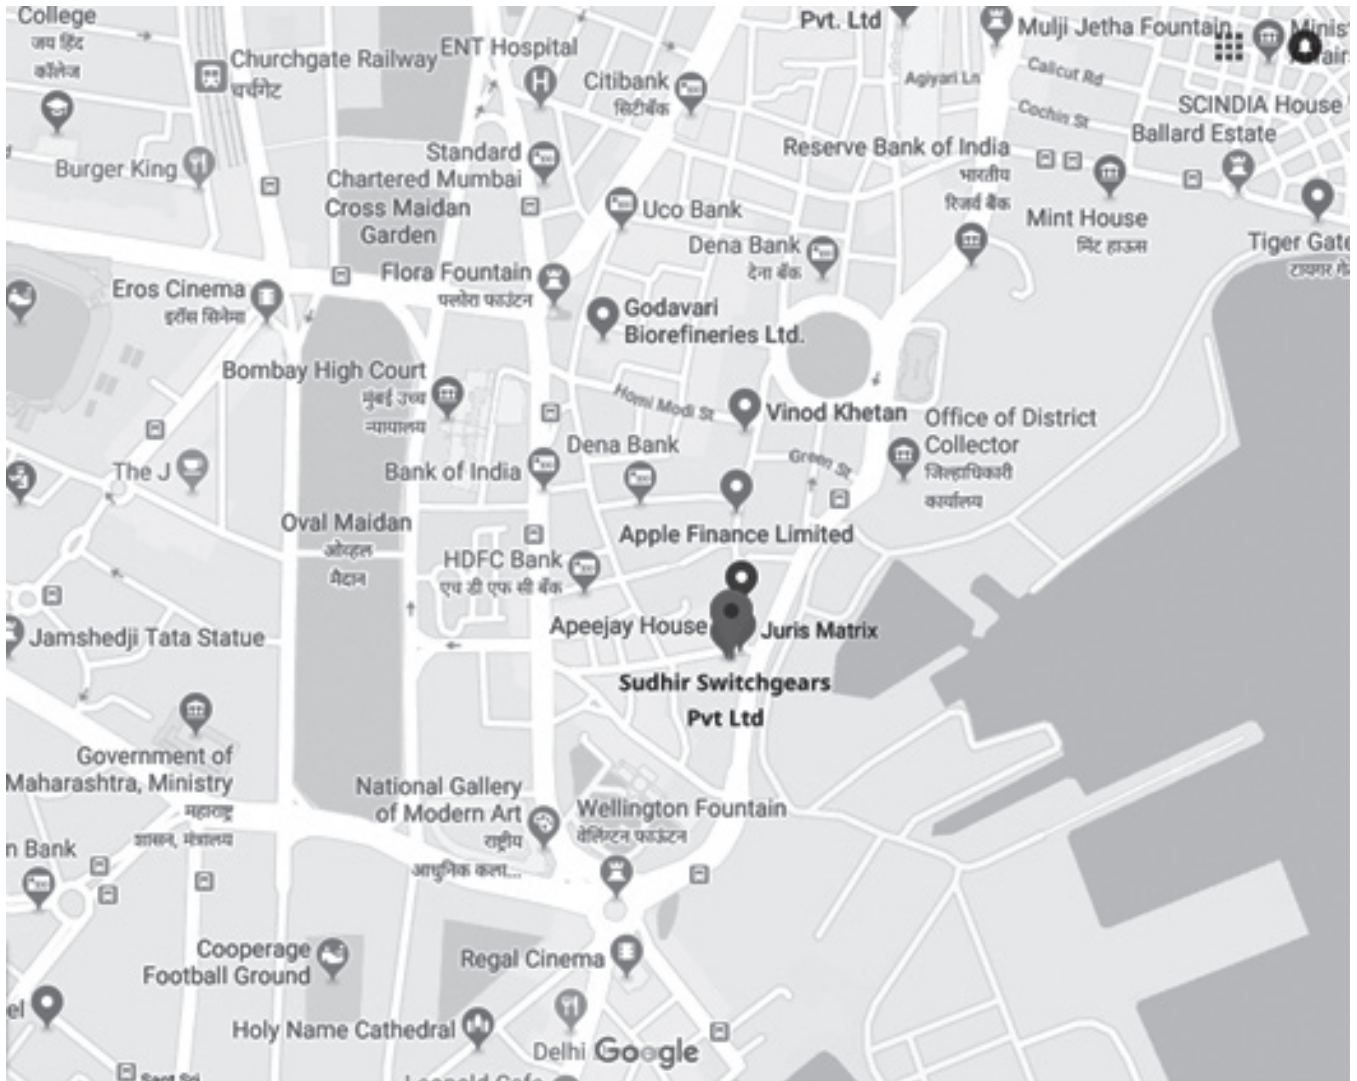 College
जय हिंद
कॉलेज
Churchgate Railway
चर्चगेट
ENT Hospital
Citibank
सिटीबँक
Pvt. Ltd
Mulji Jetha Fountain
Agiyari Ln
Calicut Rd
Cochin St
SCINDIA House
Ballard Estate
Burger King
Standard
Chartered Mumbai
Cross Maidan
Garden
Uco Bank
Reserve Bank of India
भारतीय
रिजर्व बैंक
Mint House
मिंट हाऊस
Tiger Gate
टायगर
Dena Bank
देना बँक
Eros Cinema
इरॉस सिनेमा
Flora Fountain
फ्लोरा फाउंटन
Godavari
Biorefineries Ltd.
Bombay High Court
मुंबई उच्च
न्यायालय
Homi Modi St
Vinod Khetan
Office of District
Collector
जिल्हाधिकारी
कार्यालय
The J
Bank of India
Dena Bank
Green St
Oval Maidan
ओव्हल
मैदान
Apple Finance Limited
HDFC Bank
एच डी एफ सी बँक
Jamshedji Tata Statue
Apeejay House
Juris Matrix
Sudhir Switchgears
Pvt Ltd
Government of
Maharashtra, Ministry
महाराष्ट्र
शासन, मंत्रालय
National Gallery
of Modern Art
राष्ट्रीय
आधुनिक कला...
Wellington Fountain
वेलिंग्टन फाऊंटन
n Bank
Cooperage
Football Ground
Regal Cinema
el
Holy Name Cathedral
Delhi
Google